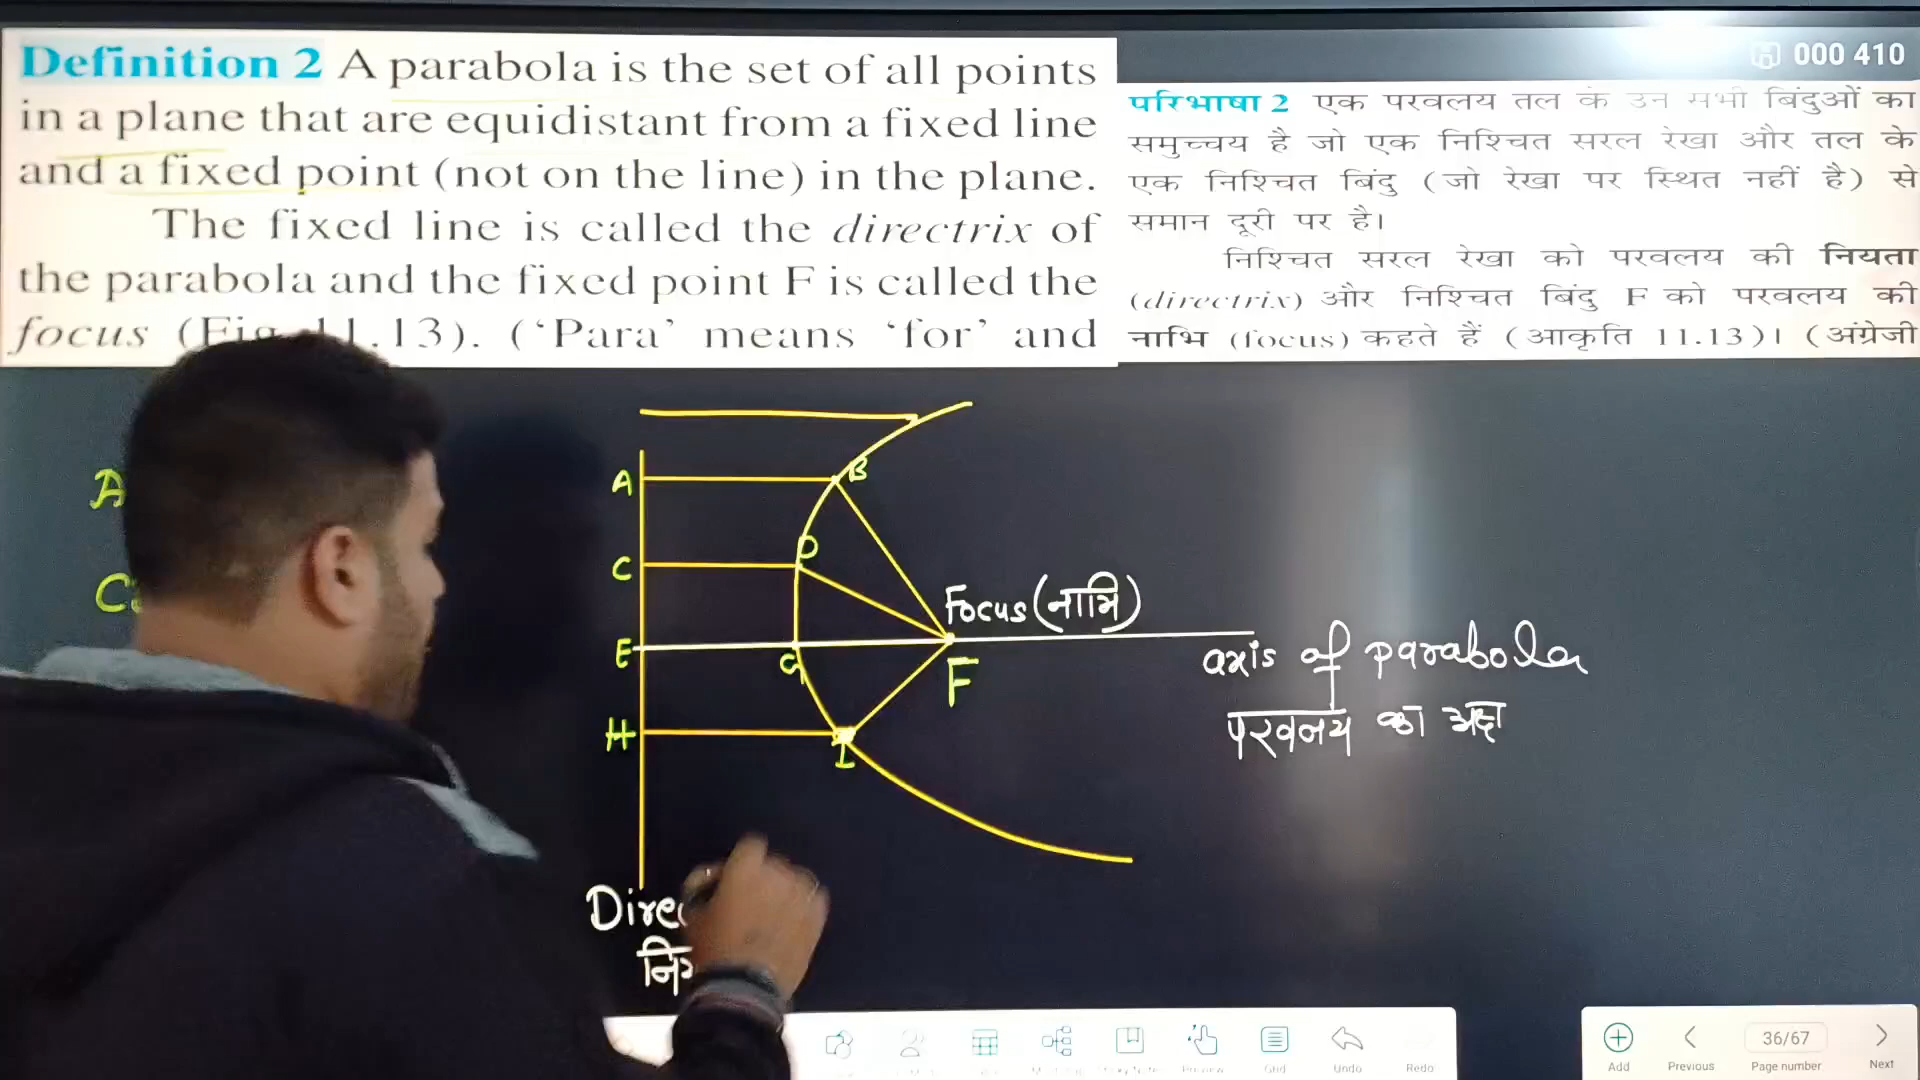 Definition 2 A parabola is the set of all points
in a plane that are equidistant from a fixed line
and a fixed point (not on the line) in the plane.
The fixed line is called the directrix of
the parabola and the fixed point F is called the
focus (Fig 11.13). (‘Para’ means ‘for’ and
000 410
परिभाषा 2 एक परवलय तल के उन सभी बिंदुओं का
समुच्चय है जो एक निश्चित सरल रेखा और तल के
एक निश्चित बिंदु (जो रेखा पर स्थित नहीं है) से
समान दूरी पर है।
निश्चित सरल रेखा को परवलय की नियता
(directrix) और निश्चित बिंदु F को परवलय की
नाभि (focus) कहते हैं (आकृति 11.13)। (अंग्रेजी
A
A
B
C
D
C
Focus (नाभि)
E
G
F
axis of parabola
परवलय का अक्ष
H
I
Direc
निय
Grid
Undo
Redo
Add
Previous
36/67
Page number
Next